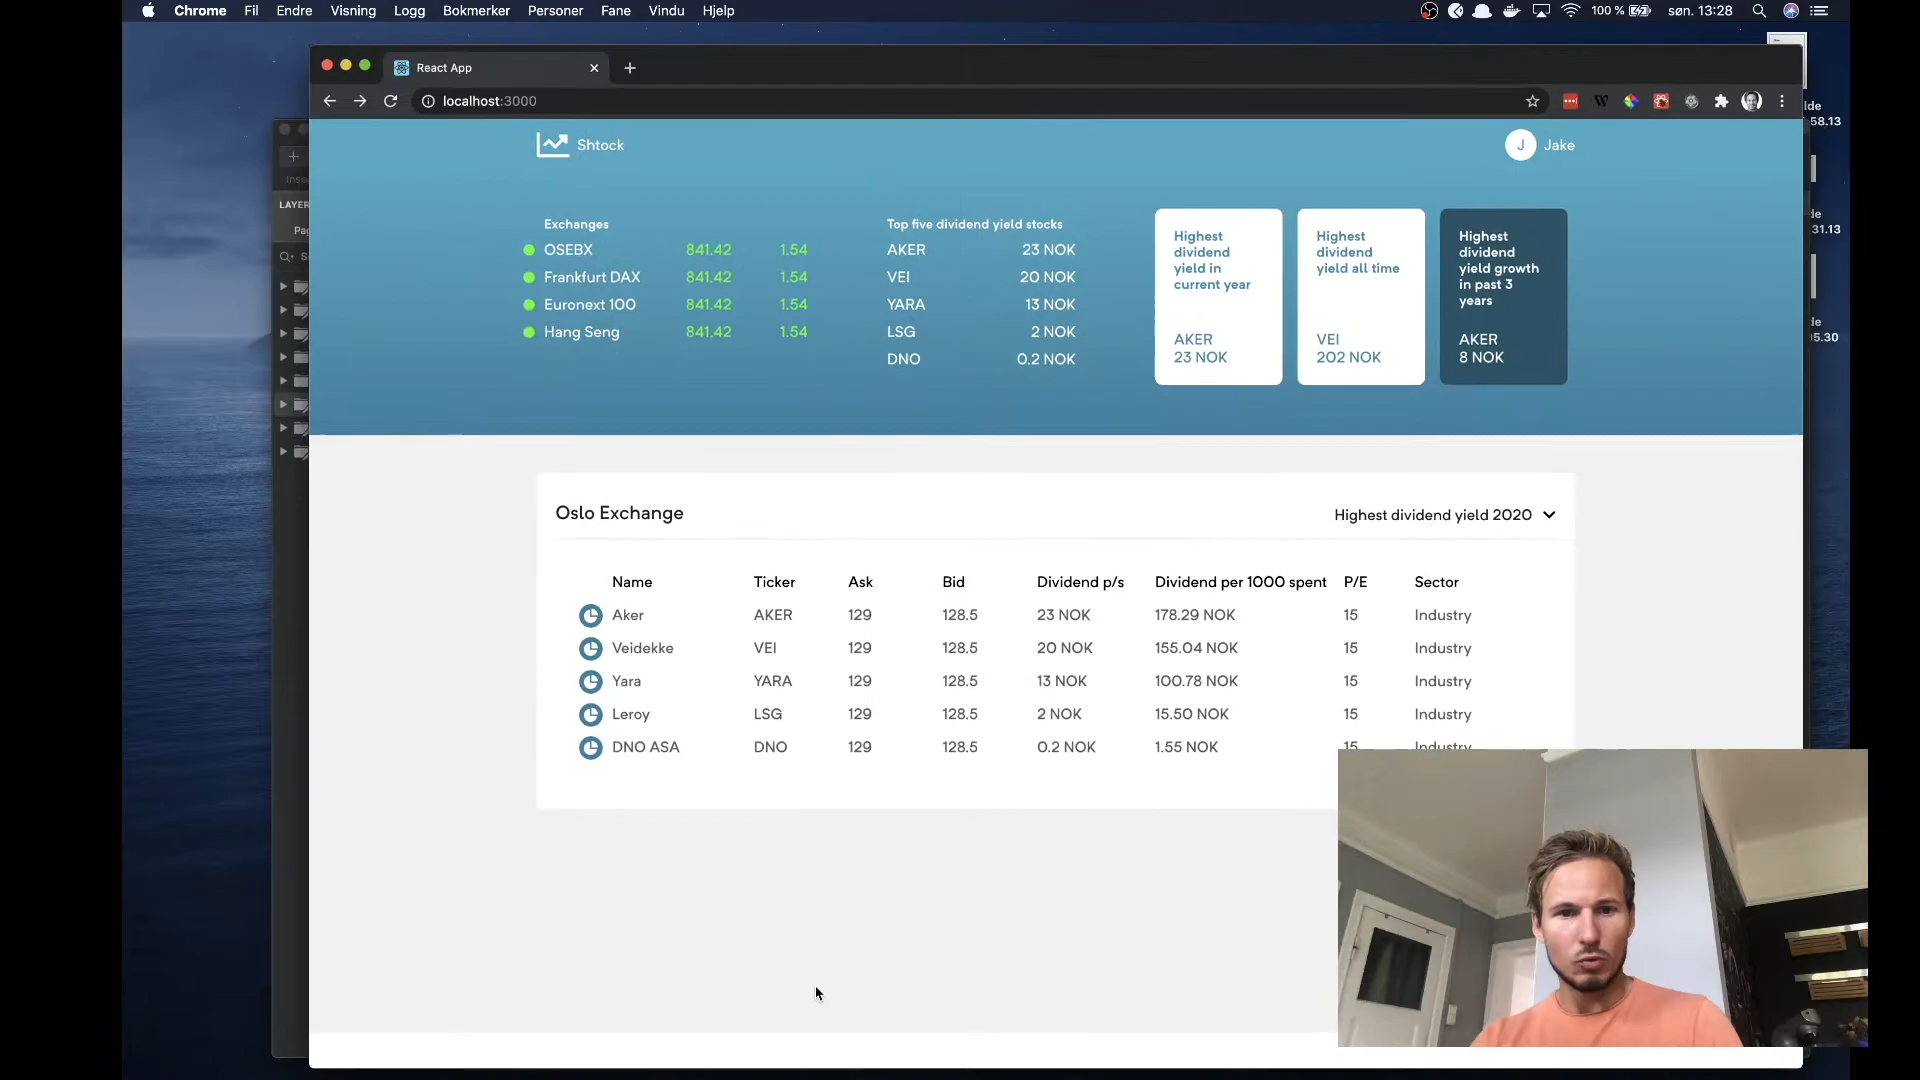 Chrome Fil Endre Visning Logg Bokmerker Personer Fane Vindu Hjelp 100 % søn. 13:28
React App
localhost:3000
Shtock
J Jake
Exchanges
OSEBX 841.42 1.54
Frankfurt DAX 841.42 1.54
Euronext 100 841.42 1.54
Hang Seng 841.42 1.54
Top five dividend yield stocks
AKER 23 NOK
VEI 20 NOK
YARA 13 NOK
LSG 2 NOK
DNO 0.2 NOK
Highest
dividend
yield in
current year
AKER
23 NOK
Highest
dividend
yield all time
VEI
202 NOK
Highest
dividend
yield growth
in past 3
years
AKER
8 NOK
Oslo Exchange
Highest dividend yield 2020
Name Ticker Ask Bid Dividend p/s Dividend per 1000 spent P/E Sector
Aker AKER 129 128.5 23 NOK 178.29 NOK 15 Industry
Veidekke VEI 129 128.5 20 NOK 155.04 NOK 15 Industry
Yara YARA 129 128.5 13 NOK 100.78 NOK 15 Industry
Leroy LSG 129 128.5 2 NOK 15.50 NOK 15 Industry
DNO ASA DNO 129 128.5 0.2 NOK 1.55 NOK 15 Industry
Inse
LAYER
Pag
S
lde
58.13
de
31.13
de
5.30